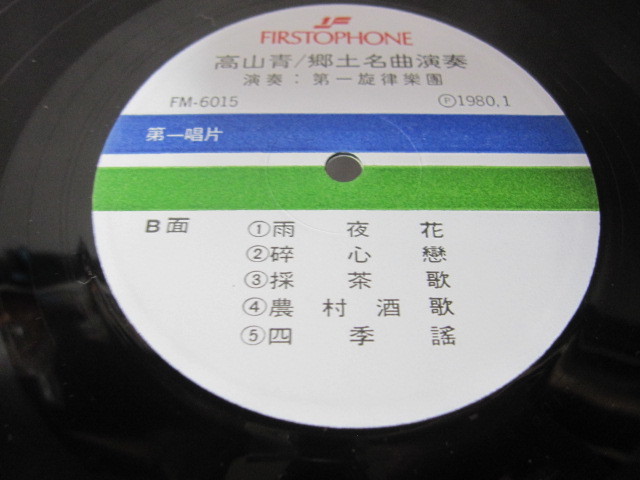 FIRSTOPHONE
高山青/鄉土名曲演奏
演奏：第一旋律樂團
FM-6015 Ⓟ1980,1
第一唱片
B面
①雨夜花
②碎心戀
③採茶歌
④農村酒歌
⑤四季謠